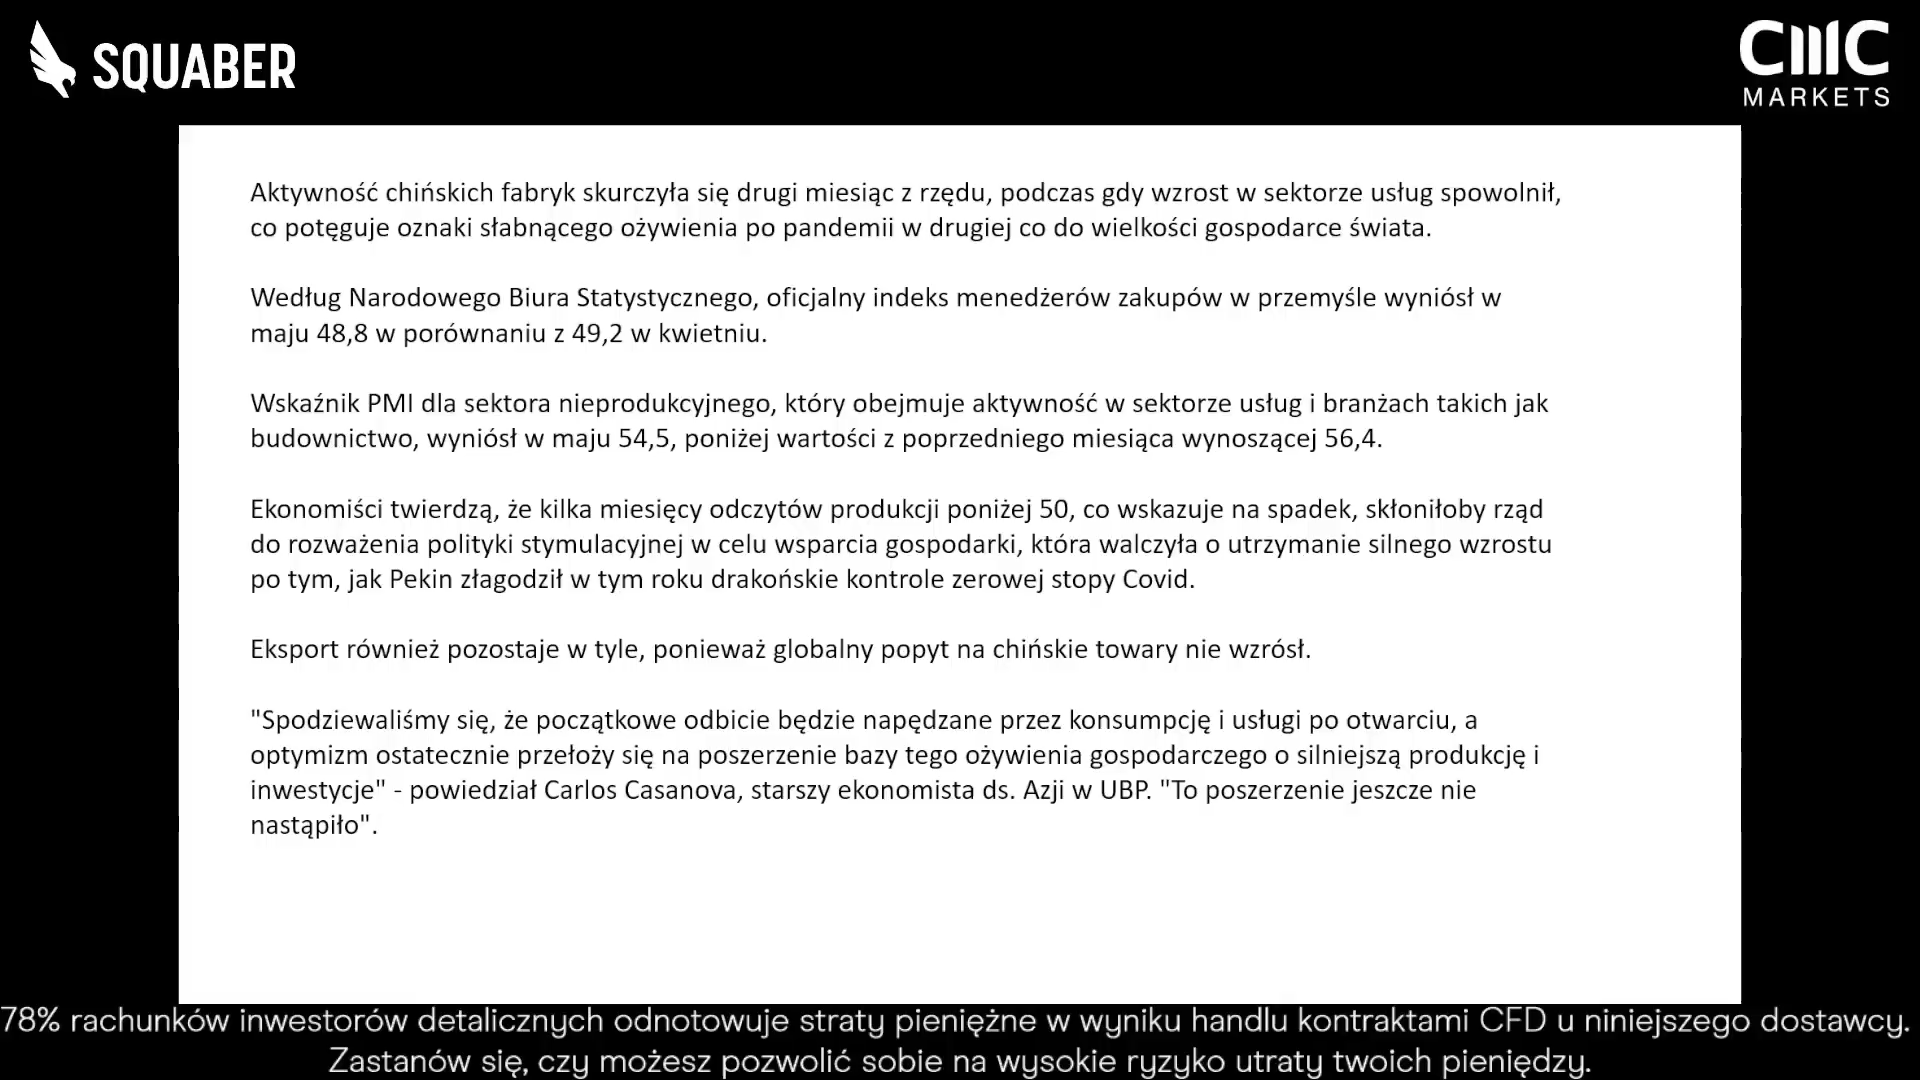 SQUABER
CMC
MARKETS
Aktywność chińskich fabryk skurczyła się drugi miesiąc z rzędu, podczas gdy wzrost w sektorze usług spowolnił,
co potęguje oznaki słabnącego ożywienia po pandemii w drugiej co do wielkości gospodarce świata.
Według Narodowego Biura Statystycznego, oficjalny indeks menedżerów zakupów w przemyśle wyniósł w
maju 48,8 w porównaniu z 49,2 w kwietniu.
Wskaźnik PMI dla sektora nieprodukcyjnego, który obejmuje aktywność w sektorze usług i branżach takich jak
budownictwo, wyniósł w maju 54,5, poniżej wartości z poprzedniego miesiąca wynoszącej 56,4.
Ekonomiści twierdzą, że kilka miesięcy odczytów produkcji poniżej 50, co wskazuje na spadek, skłoniłoby rząd
do rozważenia polityki stymulacyjnej w celu wsparcia gospodarki, która walczyła o utrzymanie silnego wzrostu
po tym, jak Pekin złagodził w tym roku drakońskie kontrole zerowej stopy Covid.
Eksport również pozostaje w tyle, ponieważ globalny popyt na chińskie towary nie wzrósł.
"Spodziewaliśmy się, że początkowe odbicie będzie napędzane przez konsumpcję i usługi po otwarciu, a
optymizm ostatecznie przełoży się na poszerzenie bazy tego ożywienia gospodarczego o silniejszą produkcję i
inwestycje" - powiedział Carlos Casanova, starszy ekonomista ds. Azji w UBP. "To poszerzenie jeszcze nie
nastąpiło".
78% rachunków inwestorów detalicznych odnotowuje straty pieniężne w wyniku handlu kontraktami CFD u niniejszego dostawcy.
Zastanów się, czy możesz pozwolić sobie na wysokie ryzyko utraty twoich pieniędzy.